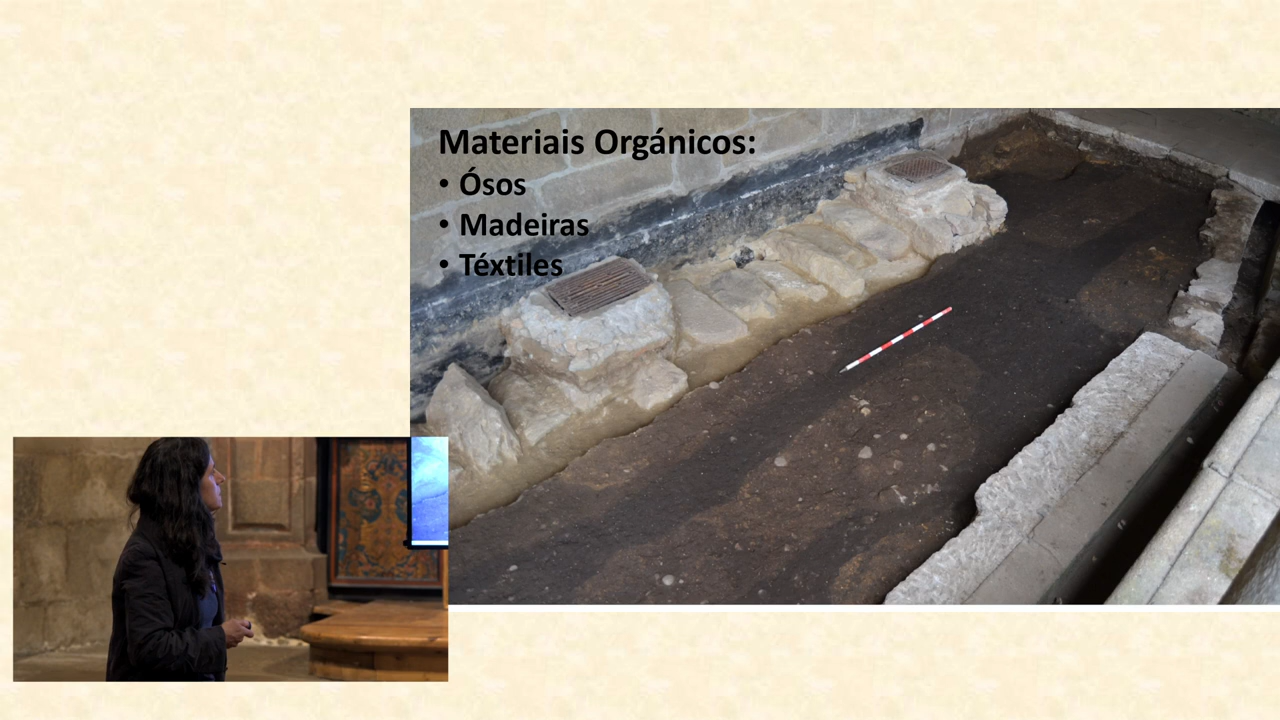 Materiais Orgánicos:
• Ósos
• Madeiras
• Téxtiles